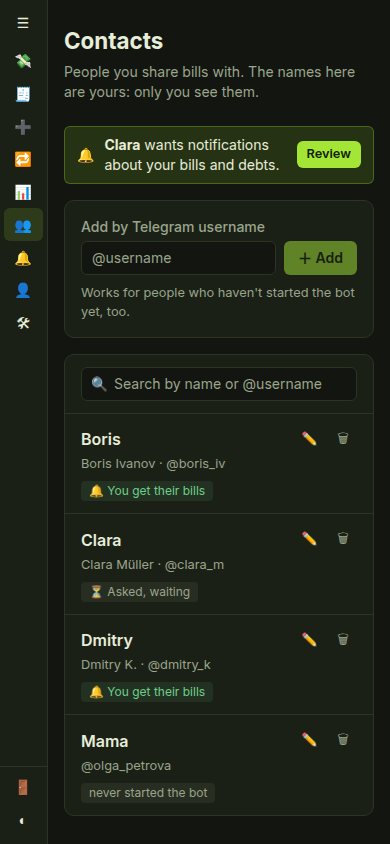 Contacts
People you share bills with. The names here
are yours: only you see them.
Clara wants notifications
about your bills and debts.
Review
Add by Telegram username
@username
+ Add
Works for people who haven't started the bot
yet, too.
Search by name or @username
Boris
Boris Ivanov · @boris_iv
You get their bills
Clara
Clara Müller · @clara_m
Asked, waiting
Dmitry
Dmitry K. · @dmitry_k
You get their bills
Mama
@olga_petrova
never started the bot